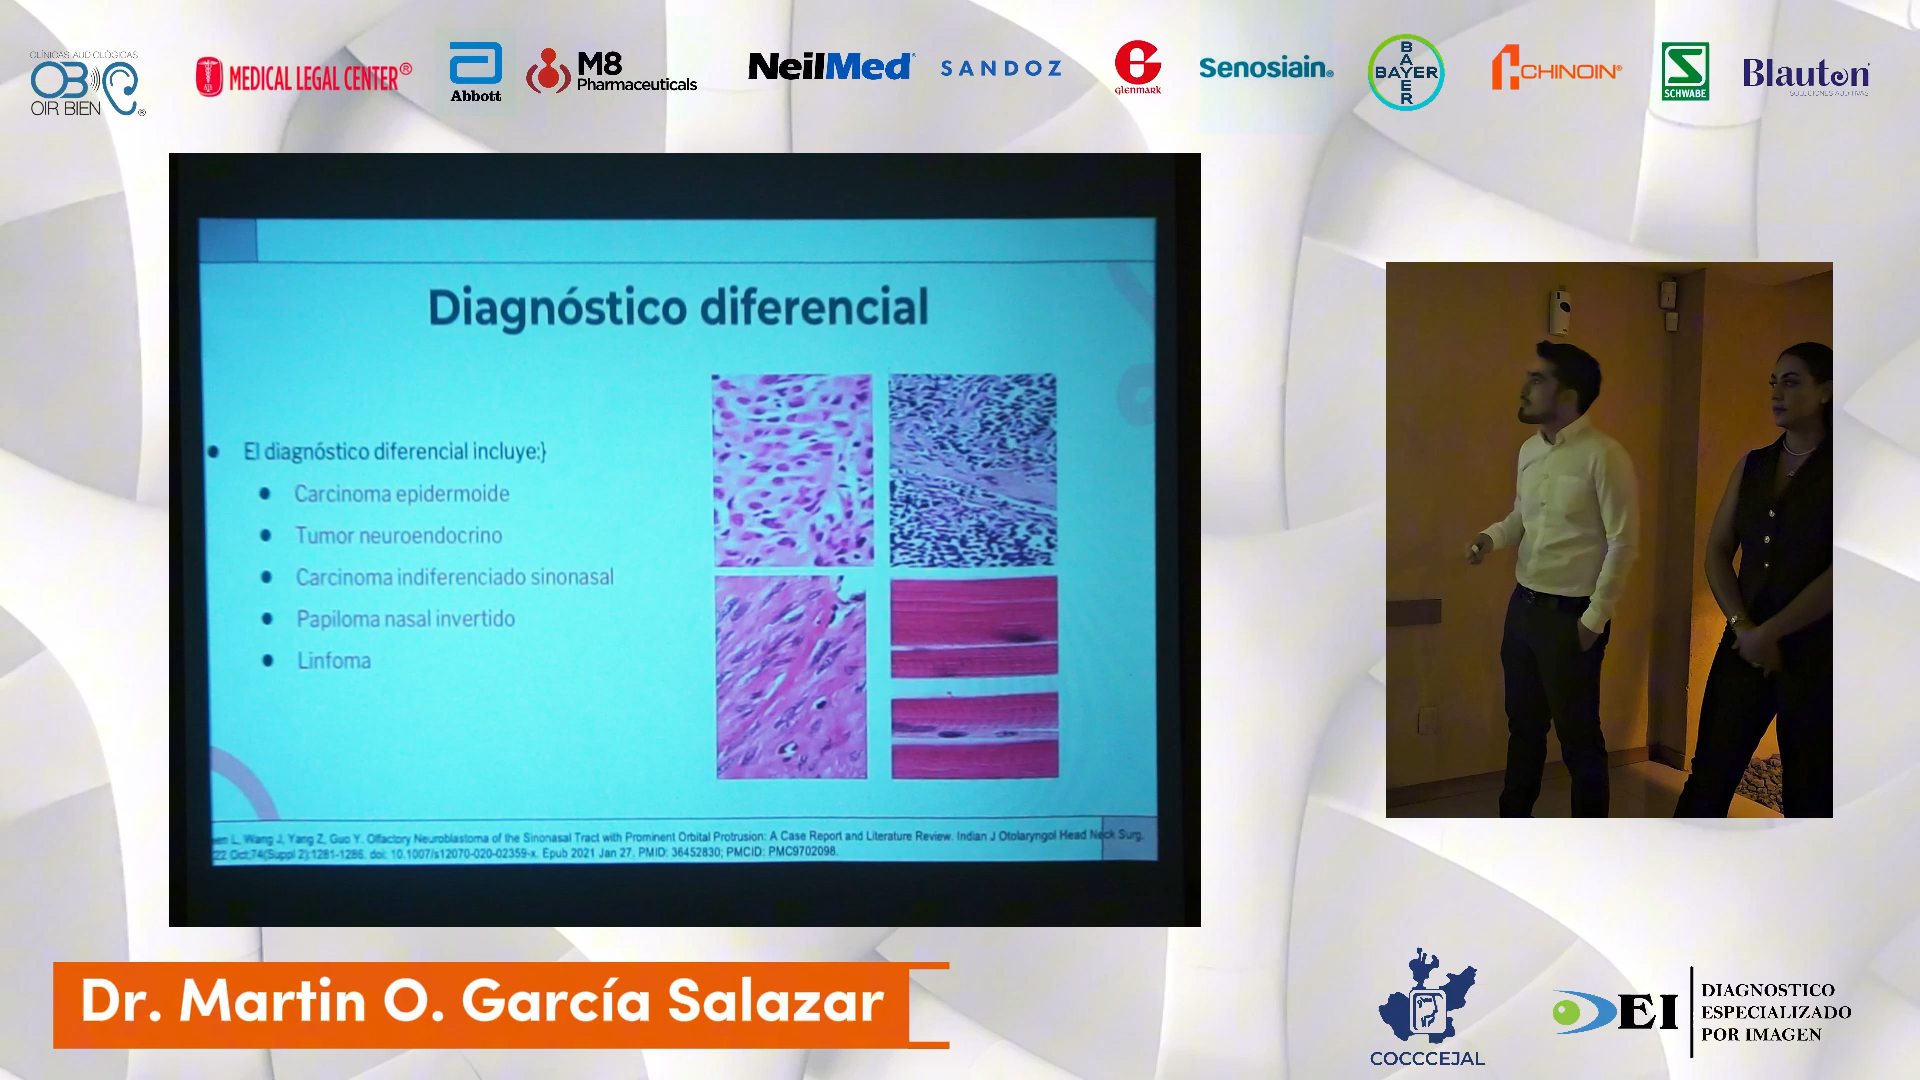 CLÍNICAS AUDIOLÓGICAS
OB
OIR BIEN
MEDICAL LEGAL CENTER®
Abbott
M8
Pharmaceuticals
NeilMed®
SANDOZ
Glenmark
Senosiain®
BAYER
BAYER
CHINOIN®
SCHWABE
Blauton
SOLUCIONES AUDITIVAS
Diagnóstico diferencial
El diagnóstico diferencial incluye:}
Carcinoma epidermoide
Tumor neuroendocrino
Carcinoma indiferenciado sinonasal
Papiloma nasal invertido
Linfoma
L, Wang J, Yang Z, Guo Y. Olfactory Neuroblastoma of the Sinonasal Tract with Prominent Orbital Protrusion: A Case Report and Literature Review. Indian J Otolaryngol Head Neck Surg.
22 Oct;74(Suppl 2):1281-1286. doi: 10.1007/s12070-020-02359-x. Epub 2021 Jan 27. PMID: 36452830; PMCID: PMC9702098.
Dr. Martin O. García Salazar
COCCCEJAL
DEI
DIAGNOSTICO
ESPECIALIZADO
POR IMAGEN